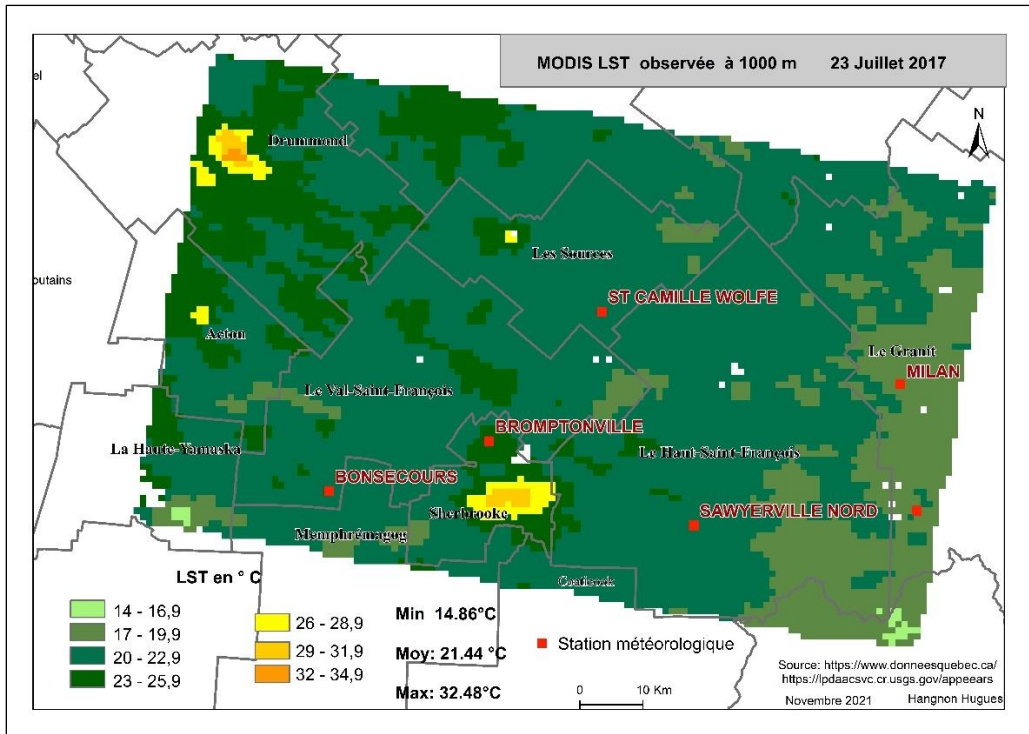 MODIS LST observée à 1000 m 23 Juillet 2017
el
N
Drummond
Les Sources
outains
ST CAMILLE WOLFE
Acton
Le Granit
MILAN
Le Val-Saint-François
BROMPTONVILLE
La Haute-Yamaska
Le Haut-Saint-François
BONSECOURS
Sherbrooke
SAWYERVILLE NORD
Memphrémagog
Coaticook
LST en ° C
14 - 16,9
17 - 19,9
20 - 22,9
23 - 25,9
26 - 28,9
29 - 31,9
32 - 34,9
Min 14.86°C
Moy: 21.44 °C
Max: 32.48°C
Station météorologique
0 10 Km
Source: https://www.donneesquebec.ca/
https://lpdaacsvc.cr.usgs.gov/appeears
Novembre 2021 Hangnon Hugues